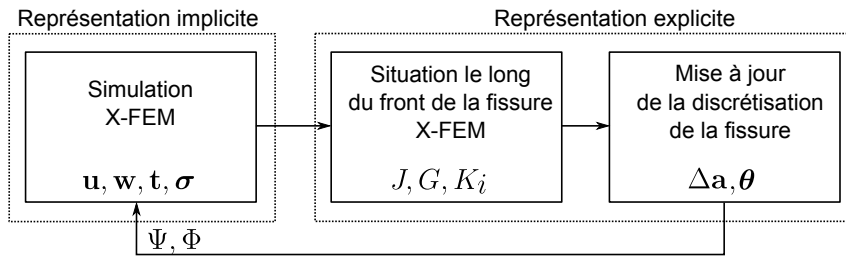 Représentation implicite
Représentation explicite
Simulation
X-FEM
u, w, t, σ
Situation le long
du front de la fissure
X-FEM
J, G, Ki
Mise à jour
de la discrétisation
de la fissure
Δa, θ
Ψ, Φ